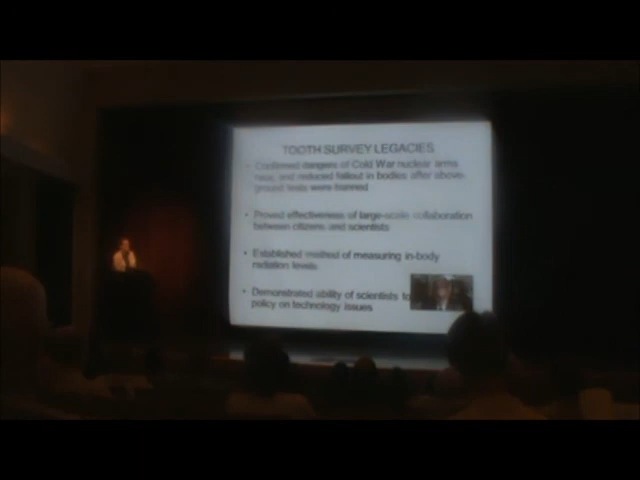 TOOTH SURVEY LEGACIES
• Confirmed dangers of Cold War nuclear arms
race, and reduced fallout in bodies after above-
ground tests were banned
• Proved effectiveness of large-scale collaboration
between citizens and scientists
• Established method of measuring in-body
radiation levels
• Demonstrated ability of scientists to
policy on technology issues